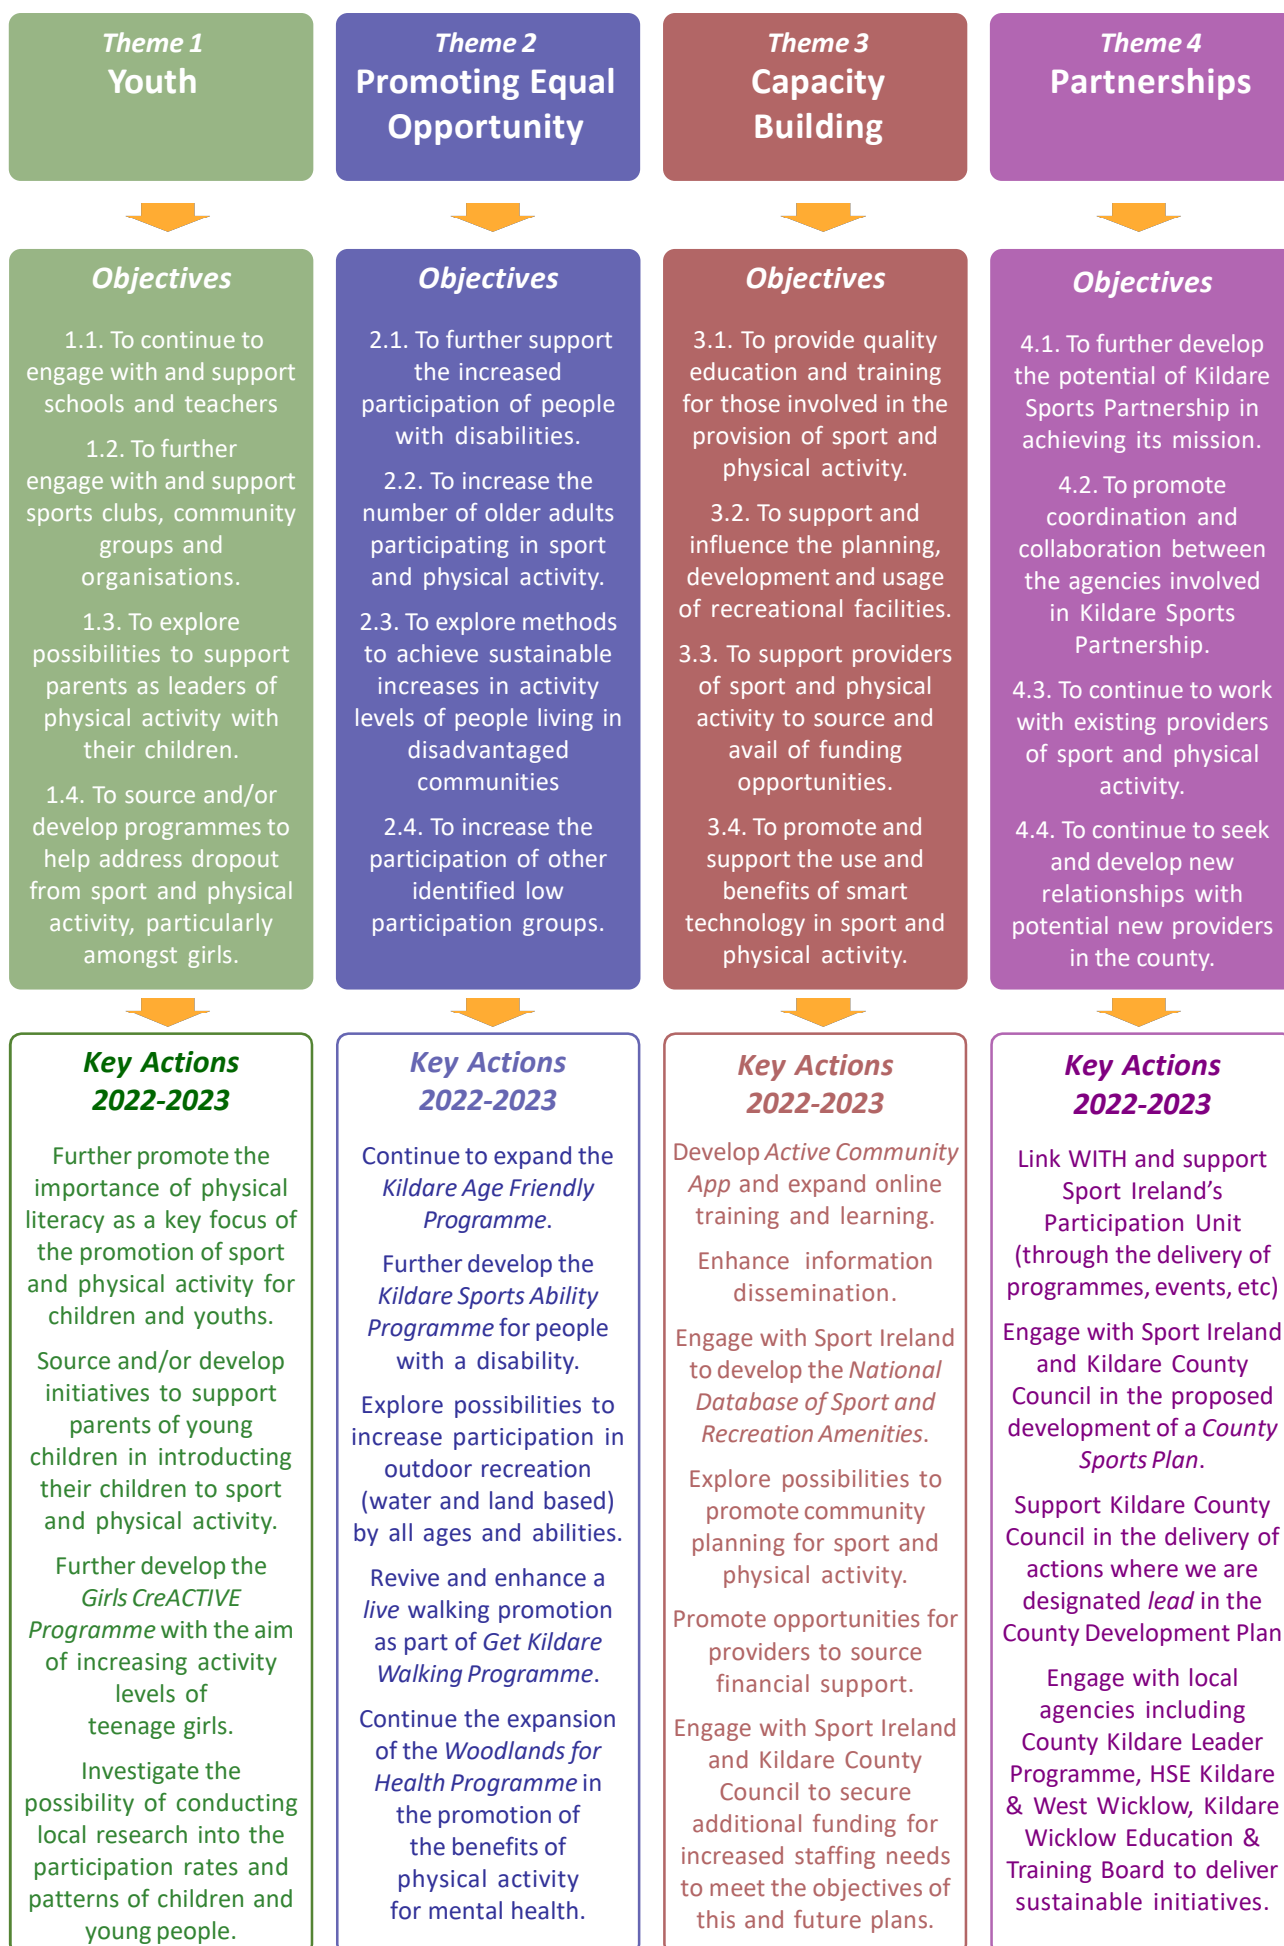 Theme 1
Youth
Theme 2
Promoting Equal
Opportunity
Theme 3
Capacity
Building
Theme 4
Partnerships
Objectives
1.1. To continue to
engage with and support
schools and teachers
1.2. To further
engage with and support
sports clubs, community
groups and
organisations.
1.3. To explore
possibilities to support
parents as leaders of
physical activity with
their children.
1.4. To source and/or
develop programmes to
help address dropout
from sport and physical
activity, particularly
amongst girls.
Objectives
2.1. To further support
the increased
participation of people
with disabilities.
2.2. To increase the
number of older adults
participating in sport
and physical activity.
2.3. To explore methods
to achieve sustainable
increases in activity
levels of people living in
disadvantaged
communities
2.4. To increase the
participation of other
identified low
participation groups.
Objectives
3.1. To provide quality
education and training
for those involved in the
provision of sport and
physical activity.
3.2. To support and
influence the planning,
development and usage
of recreational facilities.
3.3. To support providers
of sport and physical
activity to source and
avail of funding
opportunities.
3.4. To promote and
support the use and
benefits of smart
technology in sport and
physical activity.
Objectives
4.1. To further develop
the potential of Kildare
Sports Partnership in
achieving its mission.
4.2. To promote
coordination and
collaboration between
the agencies involved
in Kildare Sports
Partnership.
4.3. To continue to work
with existing providers
of sport and physical
activity.
4.4. To continue to seek
and develop new
relationships with
potential new providers
in the county.
Key Actions
2022-2023
Further promote the
importance of physical
literacy as a key focus of
the promotion of sport
and physical activity for
children and youths.
Source and/or develop
initiatives to support
parents of young
children in introducting
their children to sport
and physical activity.
Further develop the
Girls CreACTIVE
Programme with the aim
of increasing activity
levels of
teenage girls.
Investigate the
possibility of conducting
local research into the
participation rates and
patterns of children and
young people.
Key Actions
2022-2023
Continue to expand the
Kildare Age Friendly
Programme.
Further develop the
Kildare Sports Ability
Programme for people
with a disability.
Explore possibilities to
increase participation in
outdoor recreation
(water and land based)
by all ages and abilities.
Revive and enhance a
live walking promotion
as part of Get Kildare
Walking Programme.
Continue the expansion
of the Woodlands for
Health Programme in
the promotion of
the benefits of
physical activity
for mental health.
Key Actions
2022-2023
Develop Active Community
App and expand online
training and learning.
Enhance information
dissemination.
Engage with Sport Ireland
to develop the National
Database of Sport and
Recreation Amenities.
Explore possibilities to
promote community
planning for sport and
physical activity.
Promote opportunities for
providers to source
financial support.
Engage with Sport Ireland
and Kildare County
Council to secure
additional funding for
increased staffing needs
to meet the objectives of
this and future plans.
Key Actions
2022-2023
Link WITH and support
Sport Ireland’s
Participation Unit
(through the delivery of
programmes, events, etc)
Engage with Sport Ireland
and Kildare County
Council in the proposed
development of a County
Sports Plan.
Support Kildare County
Council in the delivery of
actions where we are
designated lead in the
County Development Plan
Engage with local
agencies including
County Kildare Leader
Programme, HSE Kildare
& West Wicklow, Kildare
Wicklow Education &
Training Board to deliver
sustainable initiatives.